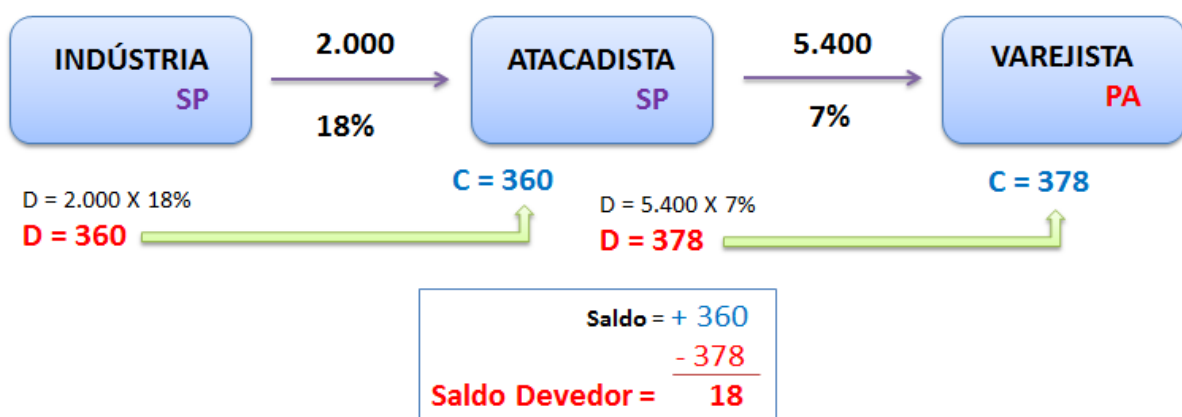 INDÚSTRIA
SP
2.000
18%
ATACADISTA
SP
5.400
7%
VAREJISTA
PA
D = 2.000 X 18%
D = 360
C = 360
D = 5.400 X 7%
D = 378
C = 378
Saldo = + 360
- 378
Saldo Devedor = 18